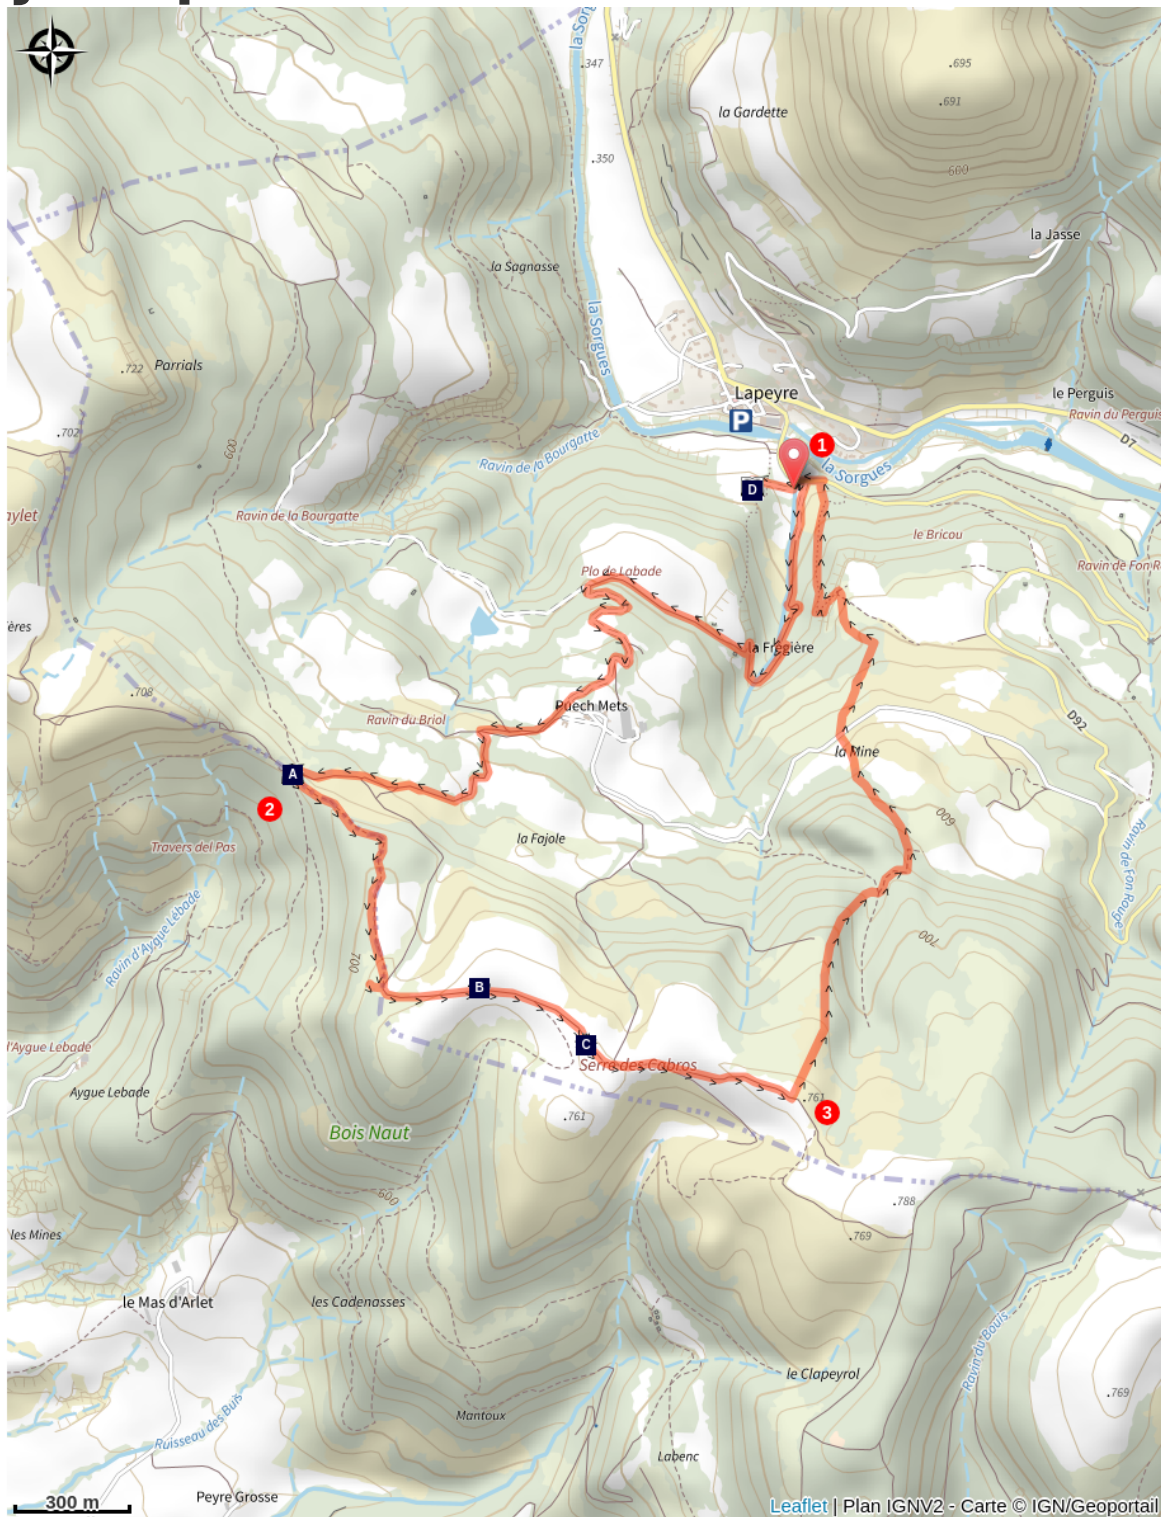 la Sorg
.347
.695
.691
la Gardette
.350
600
la Jasse
la Sagnasse
la Sorgues
.722
Parrials
Lapeyre
le Perguis
Ravin du Perguis
P
D7
.702
600
1
Ravin de la Bourgatte
la Sorgues
D
aylet
Ravin de la Bourgatte
le Bricou
Ravin de Fon R
Plo de Labade
ères
la Frégière
.708
Puech Mets
Ravin du Briol
D92
la Mine
A
2
600
la Fajole
Travers del Pas
Ravin de Fon Rouge
Ravin d'Aygue Lebade
700
700
B
C
l'Aygue Lebade
Serre des Cabros
Aygue Lebade
.761
3
.761
Bois Naut
600
.788
les Mines
.769
le Mas d'Arlet
les Cadenasses
Ravin du Bouis
le Clapeyrol
.769
Mantoux
Ruisseau des Buis
Labenc
Peyre Grosse
300 m
Leaflet | Plan IGNV2 - Carte © IGN/Geoportail